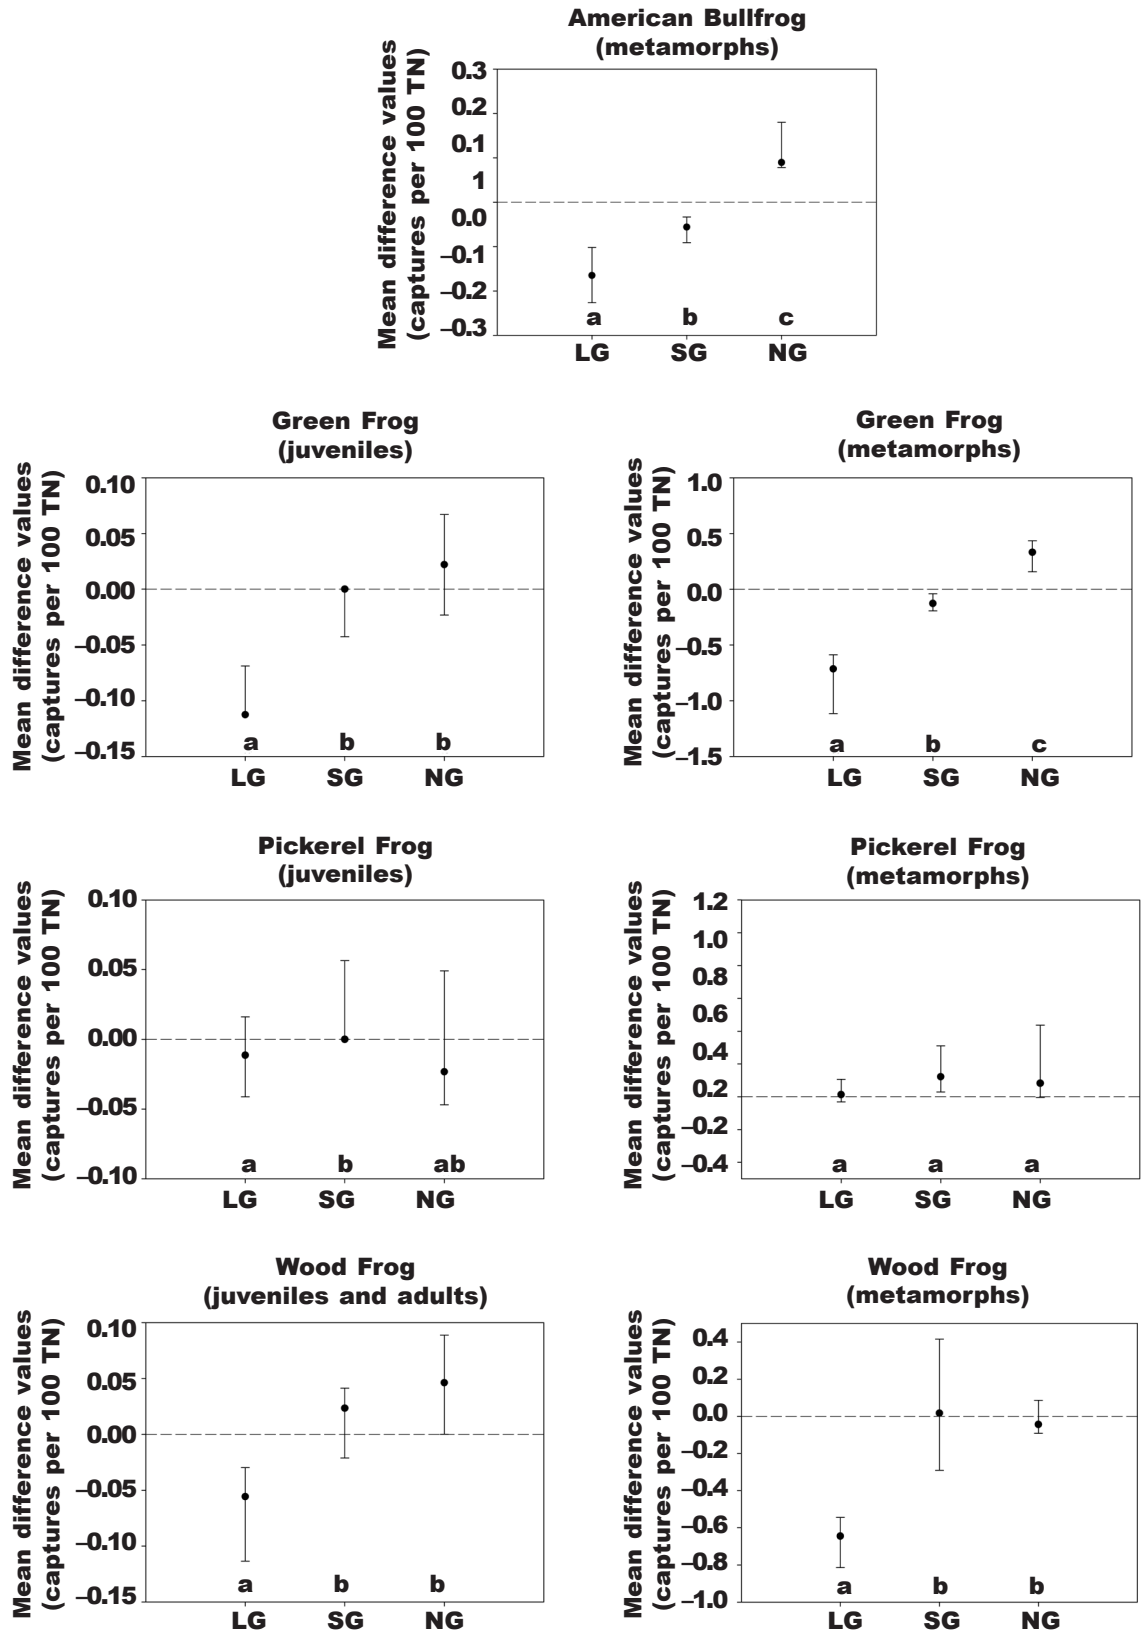 American Bullfrog
(metamorphs)
Mean difference values
(captures per 100 TN)
0.3
0.2
0.1
1
0.0
–0.1
–0.2
–0.3
a b c
LG SG NG
Green Frog
(juveniles)
Mean difference values
(captures per 100 TN)
0.10
0.05
0.00
–0.05
–0.10
–0.15
a b b
LG SG NG
Green Frog
(metamorphs)
Mean difference values
(captures per 100 TN)
1.0
0.5
0.0
–0.5
–1.0
–1.5
a b c
LG SG NG
Pickerel Frog
(juveniles)
Mean difference values
(captures per 100 TN)
0.10
0.05
0.00
–0.05
–0.10
a b ab
LG SG NG
Pickerel Frog
(metamorphs)
Mean difference values
(captures per 100 TN)
1.2
1.0
0.8
0.6
0.4
0.2
–0.2
–0.4
a a a
LG SG NG
Wood Frog
(juveniles and adults)
Mean difference values
(captures per 100 TN)
0.10
0.05
0.00
–0.05
–0.10
–0.15
a b b
LG SG NG
Wood Frog
(metamorphs)
Mean difference values
(captures per 100 TN)
0.4
0.2
0.0
–0.2
–0.4
–0.6
–0.8
–1.0
a b b
LG SG NG